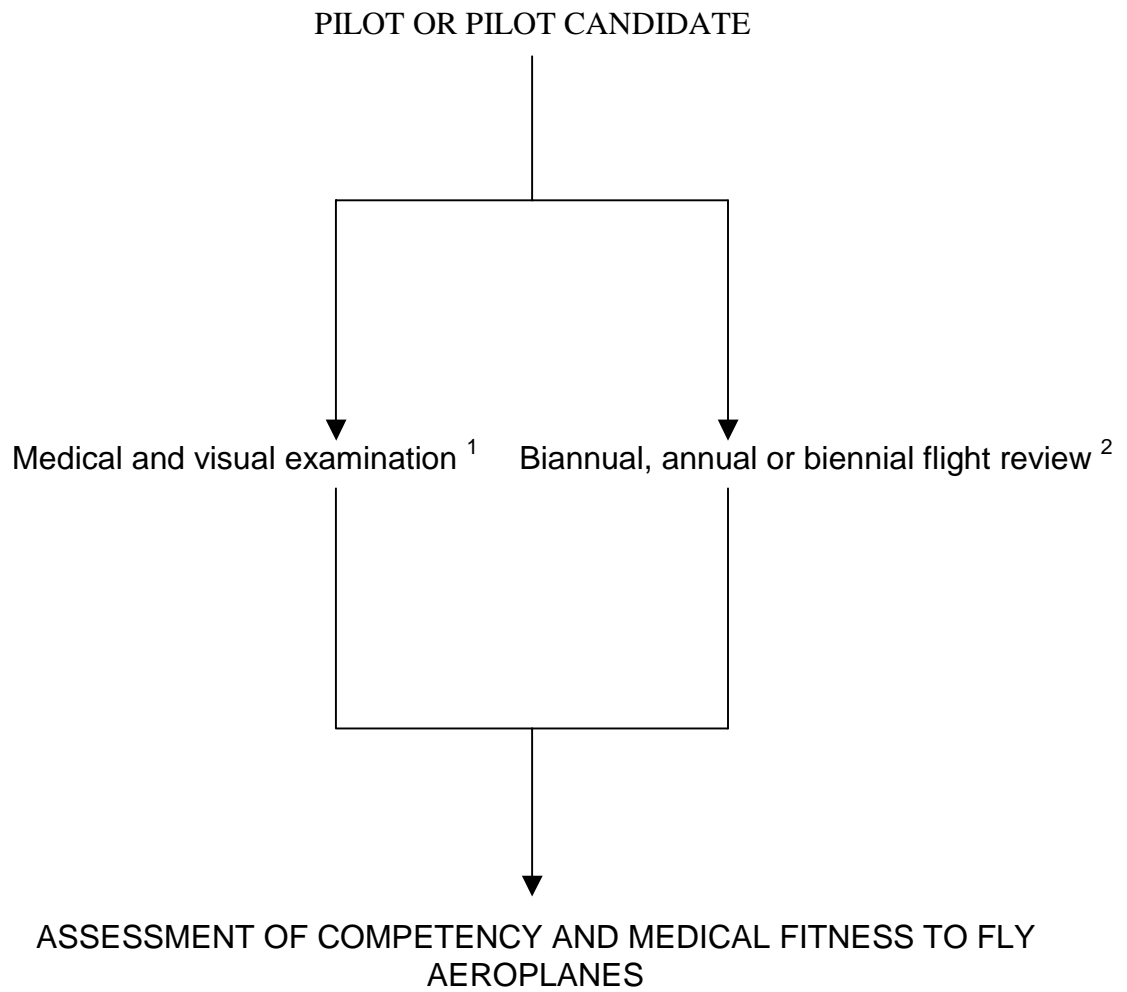 PILOT OR PILOT CANDIDATE
Medical and visual examination 1
Biannual, annual or biennial flight review 2
ASSESSMENT OF COMPETENCY AND MEDICAL FITNESS TO FLY
AEROPLANES